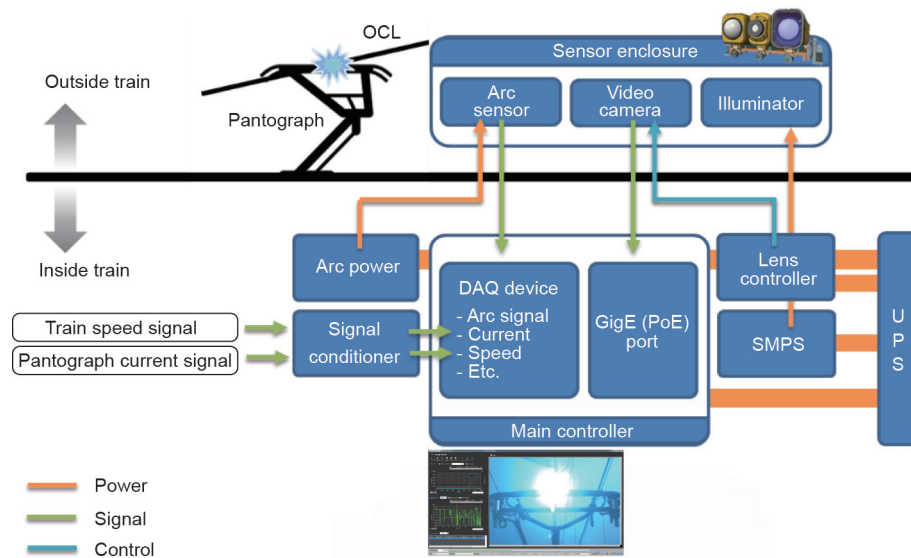 OCL
Sensor enclosure
Outside train
Arc
sensor
Video
camera
Illuminator
Pantograph
Inside train
Arc power
DAQ device
- Arc signal
- Current
- Speed
- Etc.
GigE (PoE)
port
Lens
controller
UPS
Train speed signal
Pantograph current signal
Signal
conditioner
SMPS
Main controller
Power
Signal
Control